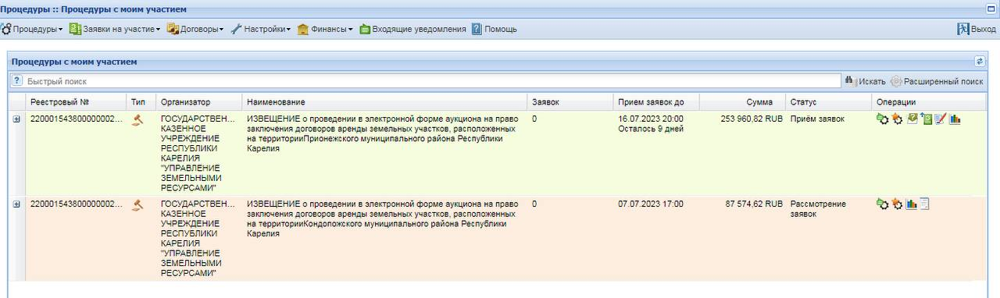 Процедуры :: Процедуры с моим участием
Процедуры Заявки на участие Договоры Настройки Финансы Входящие уведомления Помощь Выход
Процедуры с моим участием
Быстрый поиск Искать Расширенный поиск
Реестровый № Тип Организатор Наименование Заявок Прием заявок до Сумма Статус Операции
220001543800000002... ГОСУДАРСТВЕН... ИЗВЕЩЕНИЕ о проведении в электронной форме аукциона на право 0 16.07.2023 20:00 253 960,82 RUB Приём заявок
КАЗЕННОЕ заключения договоров аренды земельных участков, расположенных Осталось 9 дней
УЧРЕЖДЕНИЕ на территорииПрионежского муниципального района Республики
РЕСПУБЛИКИ Карелия
КАРЕЛИЯ
"УПРАВЛЕНИЕ
ЗЕМЕЛЬНЫМИ
РЕСУРСАМИ"
220001543800000002... ГОСУДАРСТВЕН... ИЗВЕЩЕНИЕ о проведении в электронной форме аукциона на право 0 07.07.2023 17:00 87 574,62 RUB Рассмотрение
КАЗЕННОЕ заключения договоров аренды земельных участков, расположенных заявок
УЧРЕЖДЕНИЕ на территорииКондопожского муниципального района Республики
РЕСПУБЛИКИ Карелия
КАРЕЛИЯ
"УПРАВЛЕНИЕ
ЗЕМЕЛЬНЫМИ
РЕСУРСАМИ"